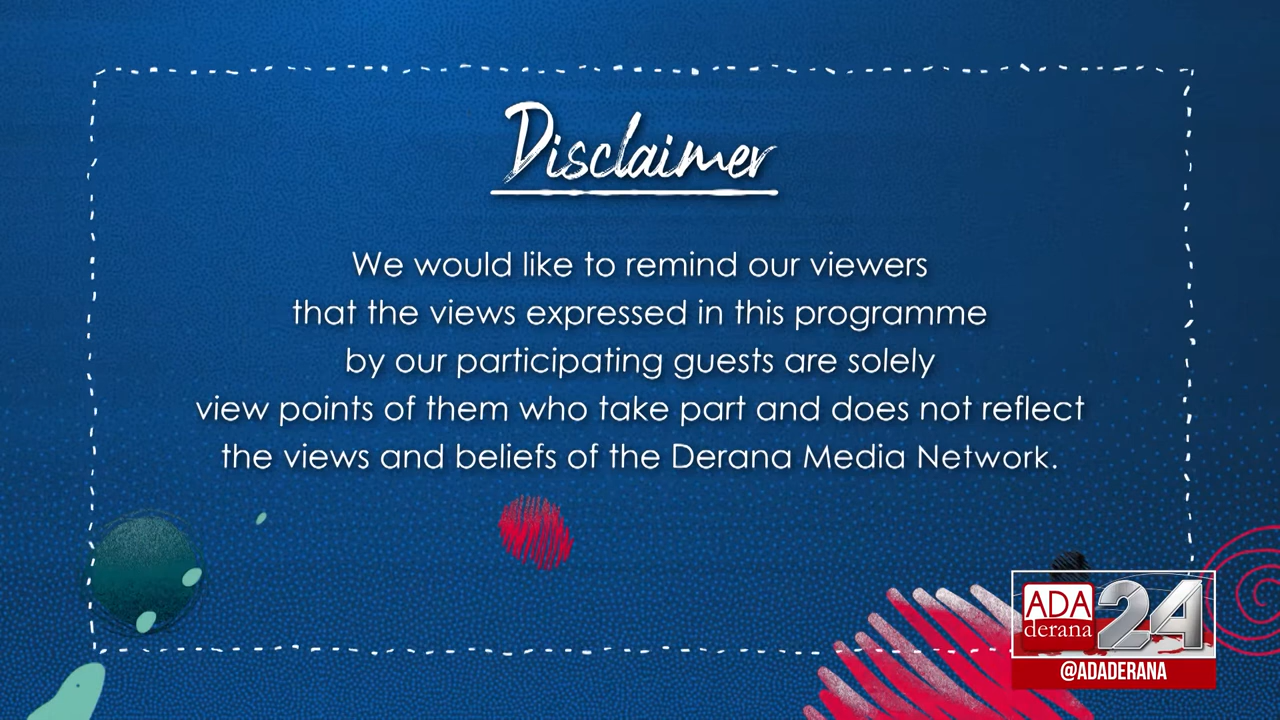 Disclaimer
We would like to remind our viewers
that the views expressed in this programme
by our participating guests are solely
view points of them who take part and does not reflect
the views and beliefs of the Derana Media Network.
ADA
derana
24
@ADADERANA